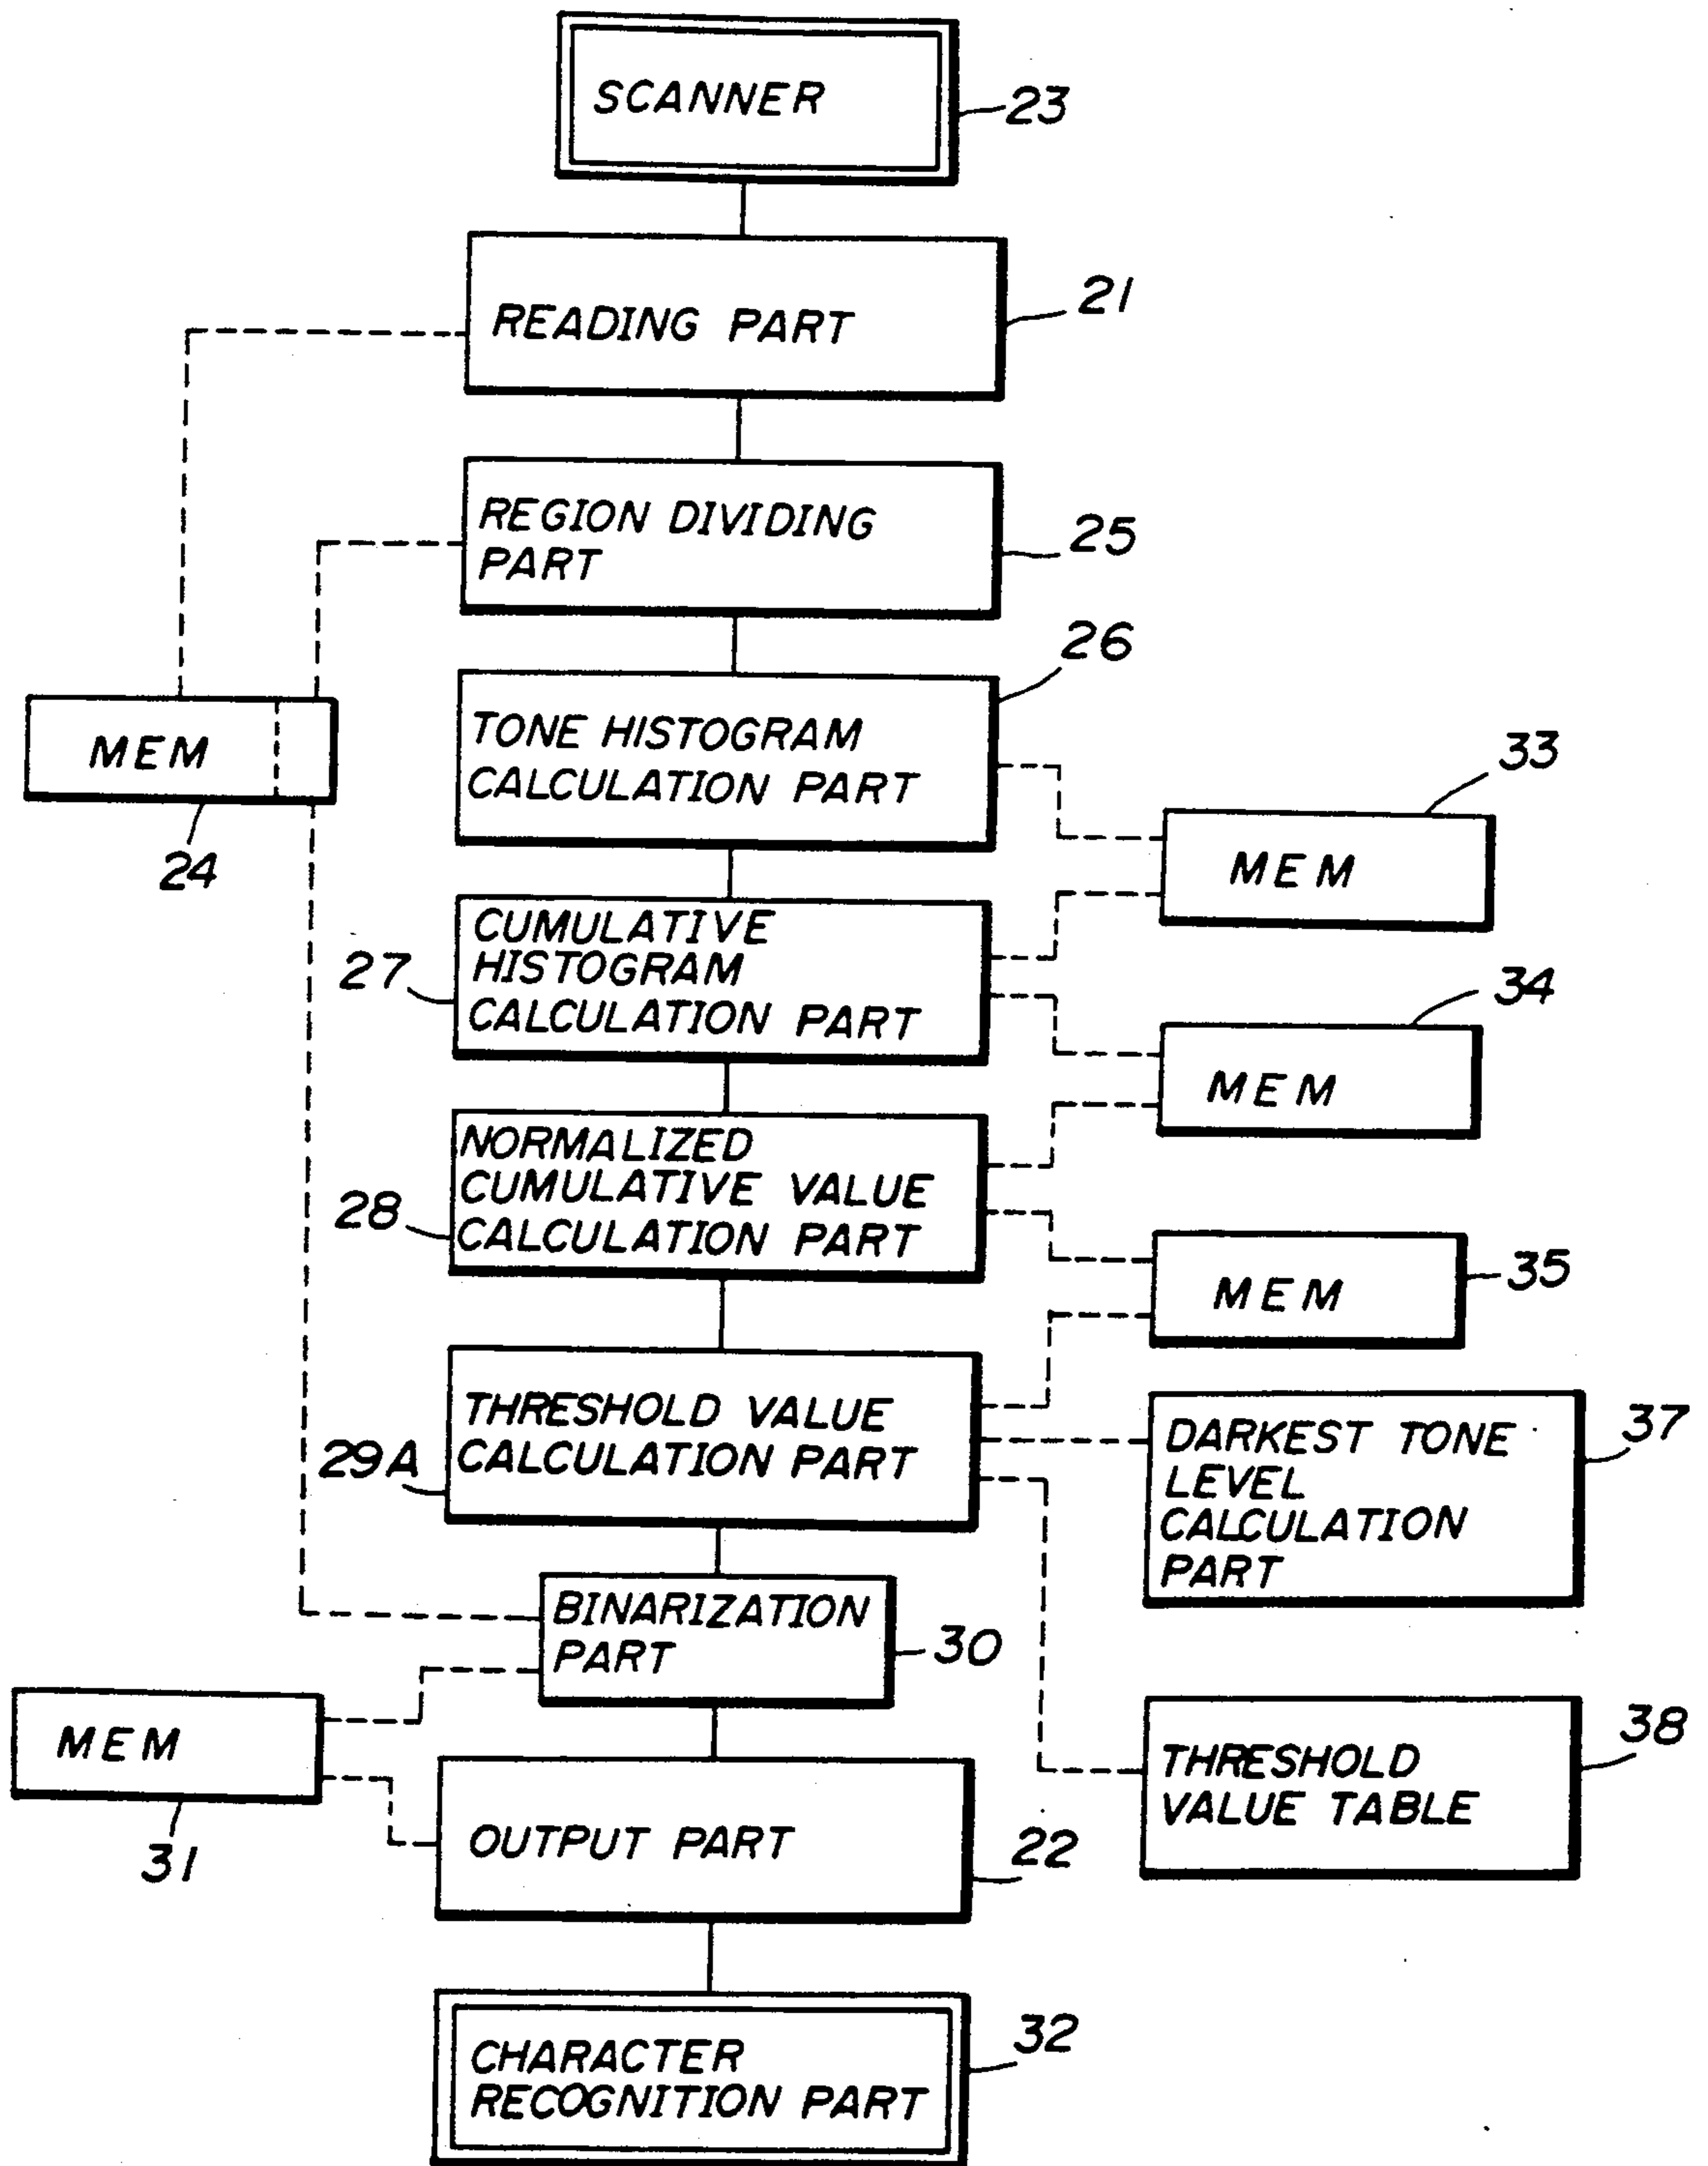 SCANNER
23
READING PART
21
REGION DIVIDING
PART
25
26
TONE HISTOGRAM
CALCULATION PART
MEM
24
33
MEM
CUMULATIVE
HISTOGRAM
CALCULATION PART
27
34
MEM
NORMALIZED
CUMULATIVE VALUE
CALCULATION PART
28
MEM
35
THRESHOLD VALUE
CALCULATION PART
29A
DARKEST TONE
LEVEL
CALCULATION
PART
37
BINARIZATION
PART
30
MEM
31
THRESHOLD
VALUE TABLE
38
OUTPUT PART
22
CHARACTER
RECOGNITION PART
32